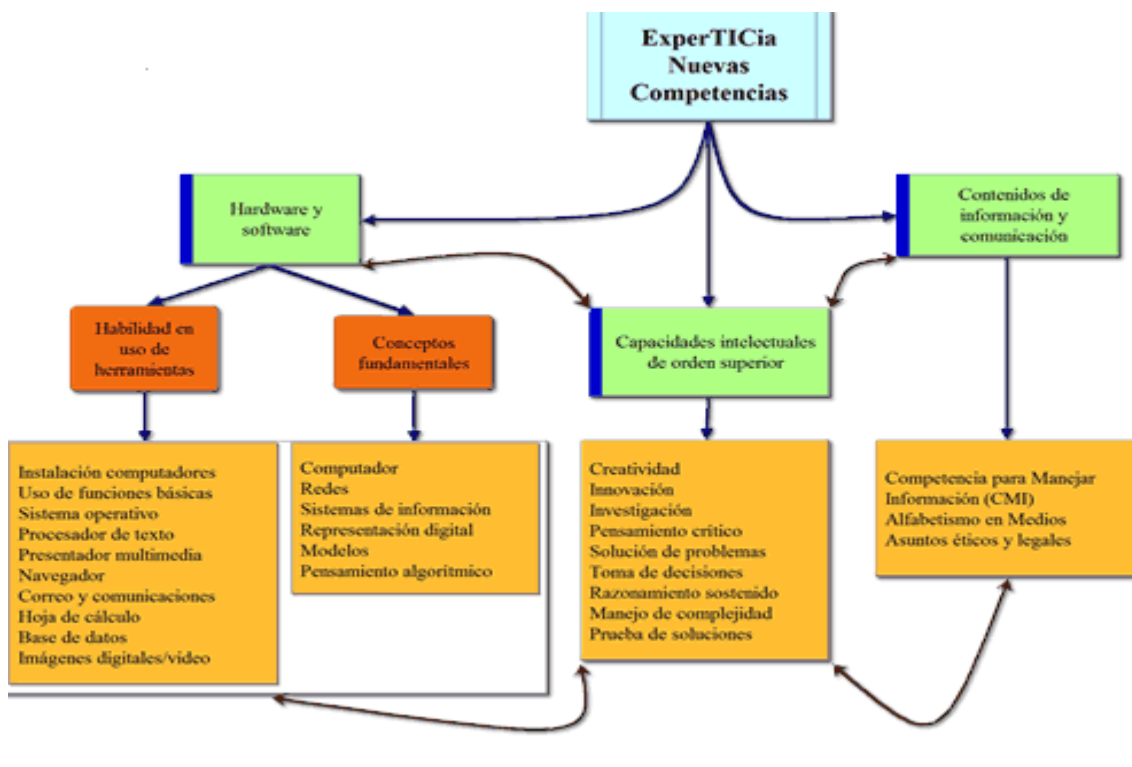 ExperTICia
Nuevas
Competencias
Hardware y
software
Contenidos de
información y
comunicación
Habilidad en
uso de
herramientas
Conceptos
fundamentales
Capacidades intelectuales
de orden superior
Instalación computadores
Uso de funciones básicas
Sistema operativo
Procesador de texto
Presentador multimedia
Navegador
Correo y comunicaciones
Hoja de cálculo
Base de datos
Imágenes digitales/video
Computador
Redes
Sistemas de información
Representación digital
Modelos
Pensamiento algorítmico
Creatividad
Innovación
Investigación
Pensamiento crítico
Solución de problemas
Toma de decisiones
Razonamiento sostenido
Manejo de complejidad
Prueba de soluciones
Competencia para Manejar
Información (CMI)
Alfabetismo en Medios
Asuntos éticos y legales